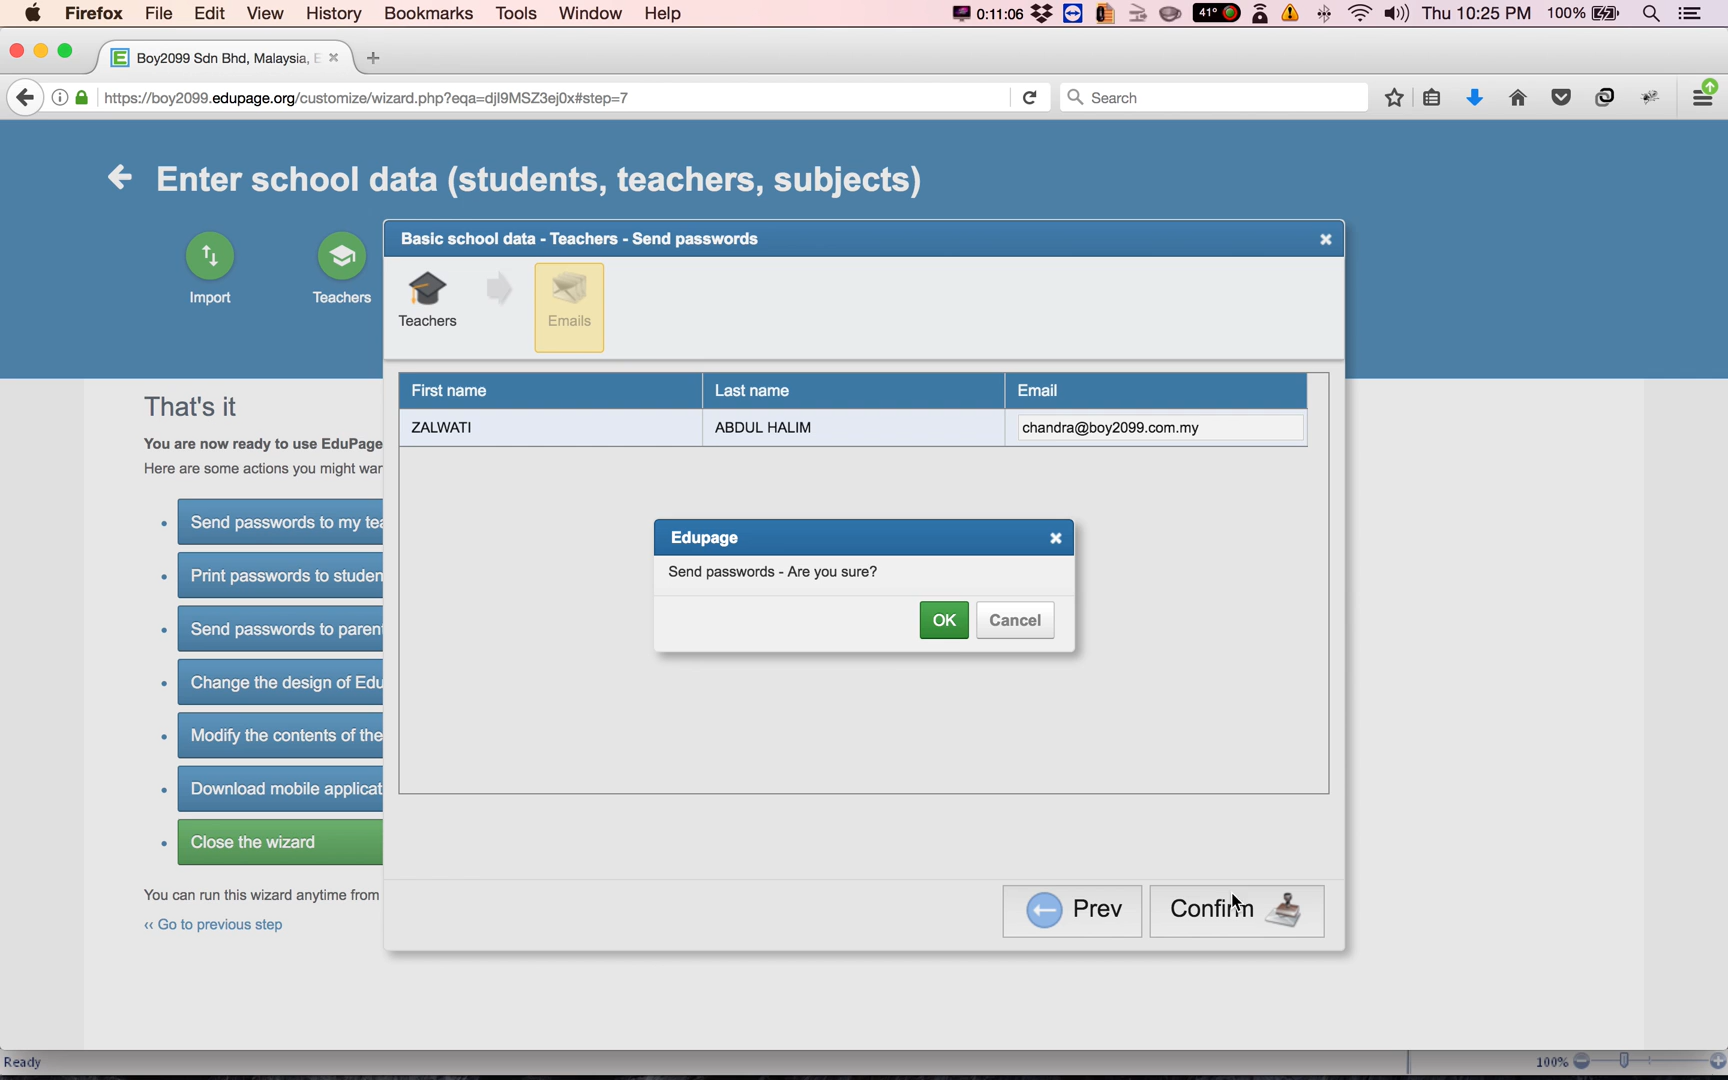 Firefox File Edit View History Bookmarks Tools Window Help 0:11:06 41° Thu 10:25 PM 100%
Boy2099 Sdn Bhd, Malaysia, E
https://boy2099.edupage.org/customize/wizard.php?eqa=djI9MSZ3ej0x#step=7
Search
Enter school data (students, teachers, subjects)
Import
Teachers
Basic school data - Teachers - Send passwords
Teachers
Emails
First name Last name Email
ZALWATI ABDUL HALIM chandra@boy2099.com.my
Edupage
Send passwords - Are you sure?
OK Cancel
Prev Confirm
That's it
You are now ready to use EduPage
Here are some actions you might wan
Send passwords to my tea
Print passwords to studen
Send passwords to paren
Change the design of Edu
Modify the contents of the
Download mobile applicat
Close the wizard
You can run this wizard anytime from
‹‹ Go to previous step
Ready 100%